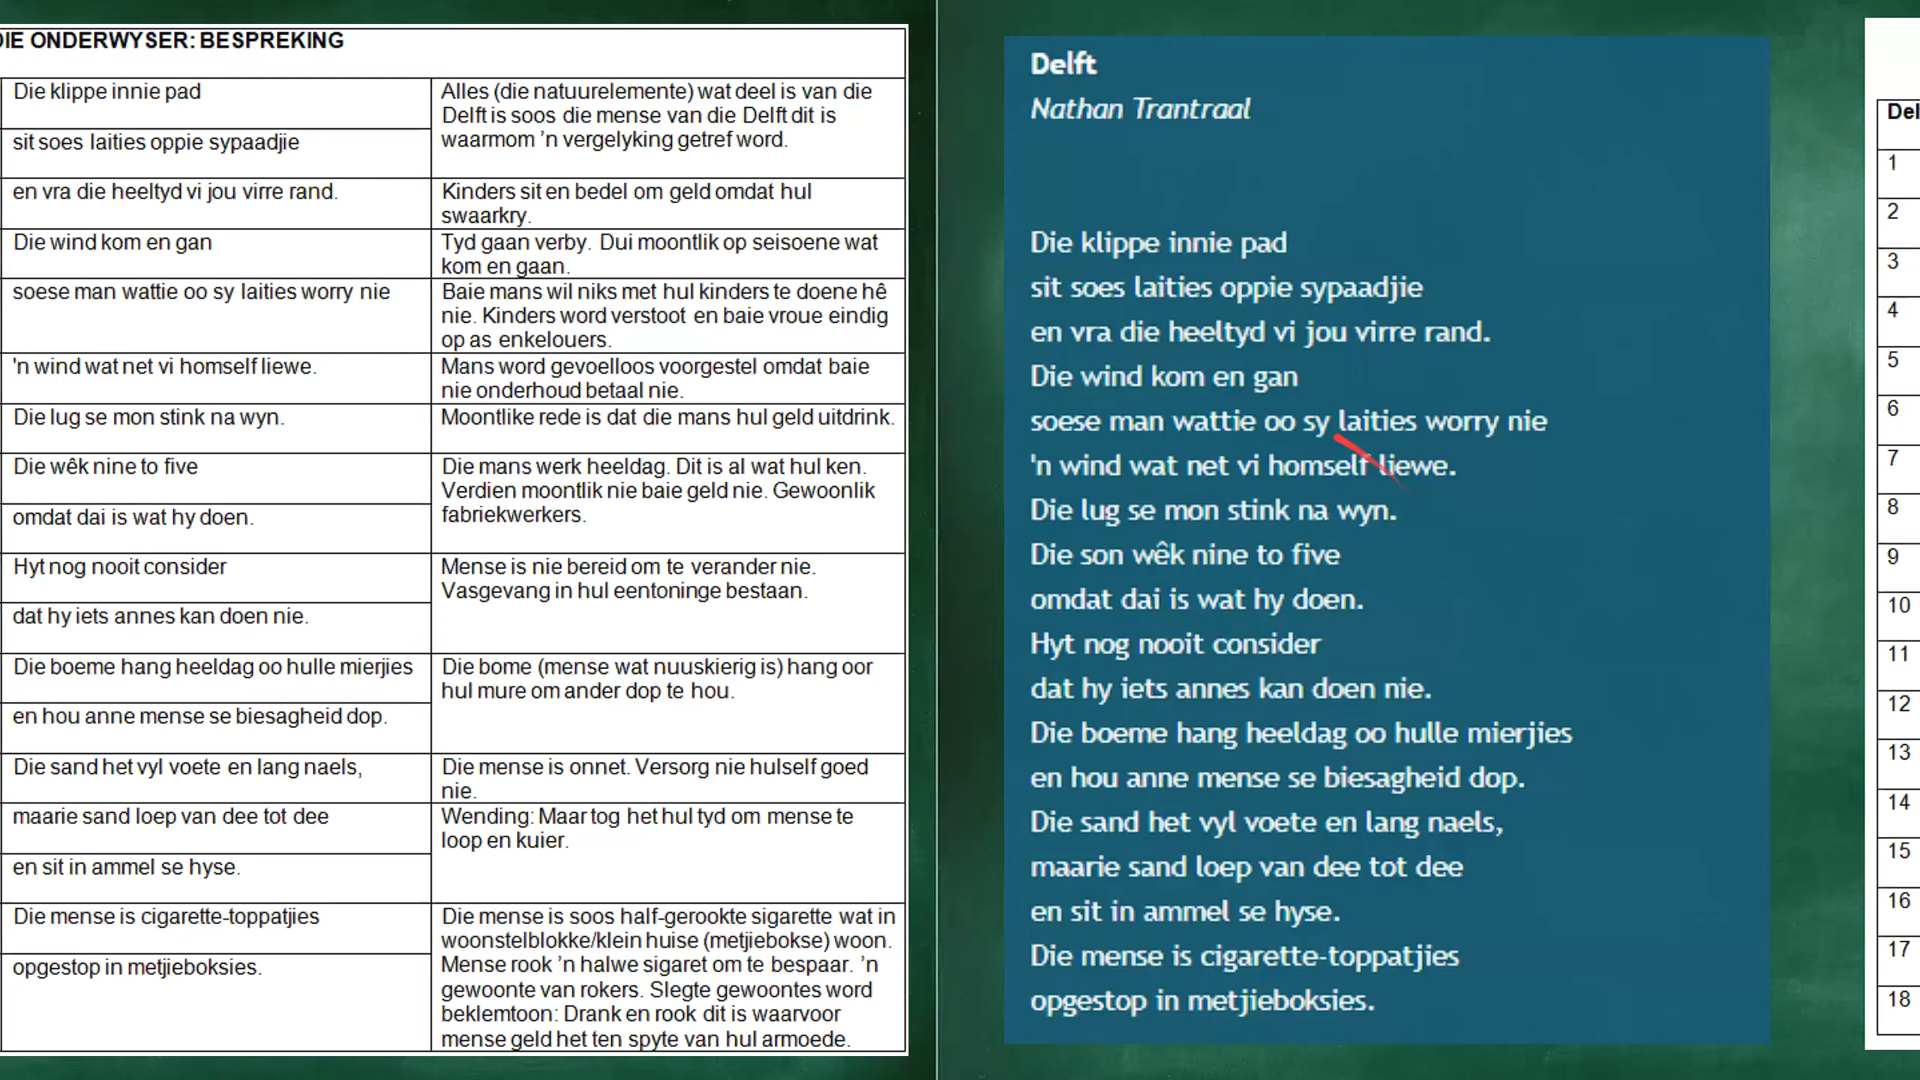 DIE ONDERWYSER: BESPREKING
Die klippe innie pad
sit soes laities oppie sypaadjie
Alles (die natuurelemente) wat deel is van die
Delft is soos die mense van die Delft dit is
waarmom ’n vergelyking getref word.
en vra die heeltyd vi jou virre rand.
Kinders sit en bedel om geld omdat hul
swaarkry.
Die wind kom en gan
Tyd gaan verby. Dui moontlik op seisoene wat
kom en gaan.
soese man wattie oo sy laities worry nie
Baie mans wil niks met hul kinders te doene hê
nie. Kinders word verstoot en baie vroue eindig
op as enkelouers.
'n wind wat net vi homself liewe.
Mans word gevoelloos voorgestel omdat baie
nie onderhoud betaal nie.
Die lug se mon stink na wyn.
Moontlike rede is dat die mans hul geld uitdrink.
Die wêk nine to five
omdat dai is wat hy doen.
Die mans werk heeldag. Dit is al wat hul ken.
Verdien moontlik nie baie geld nie. Gewoonlik
fabriekwerkers.
Hyt nog nooit consider
dat hy iets annes kan doen nie.
Mense is nie bereid om te verander nie.
Vasgevang in hul eentoninge bestaan.
Die boeme hang heeldag oo hulle mierjies
en hou anne mense se biesagheid dop.
Die bome (mense wat nuuskierig is) hang oor
hul mure om ander dop te hou.
Die sand het vyl voete en lang naels,
Die mense is onnet. Versorg nie hulself goed
nie.
maarie sand loep van dee tot dee
en sit in ammel se hyse.
Wending: Maar tog het hul tyd om mense te
loop en kuier.
Die mense is cigarette-toppatjies
opgestop in metjieboksies.
Die mense is soos half-gerookte sigarette wat in
woonstelblokke/klein huise (metjiebokse) woon.
Mense rook ’n halwe sigaret om te bespaar. ’n
gewoonte van rokers. Slegte gewoontes word
beklemtoon: Drank en rook dit is waarvoor
mense geld het ten spyte van hul armoede.
Delft
Nathan Trantraal
Die klippe innie pad
sit soes laities oppie sypaadjie
en vra die heeltyd vi jou virre rand.
Die wind kom en gan
soese man wattie oo sy laities worry nie
'n wind wat net vi homself liewe.
Die lug se mon stink na wyn.
Die son wêk nine to five
omdat dai is wat hy doen.
Hyt nog nooit consider
dat hy iets annes kan doen nie.
Die boeme hang heeldag oo hulle mierjies
en hou anne mense se biesagheid dop.
Die sand het vyl voete en lang naels,
maarie sand loep van dee tot dee
en sit in ammel se hyse.
Die mense is cigarette-toppatjies
opgestop in metjieboksies.
Del
1
2
3
4
5
6
7
8
9
10
11
12
13
14
15
16
17
18